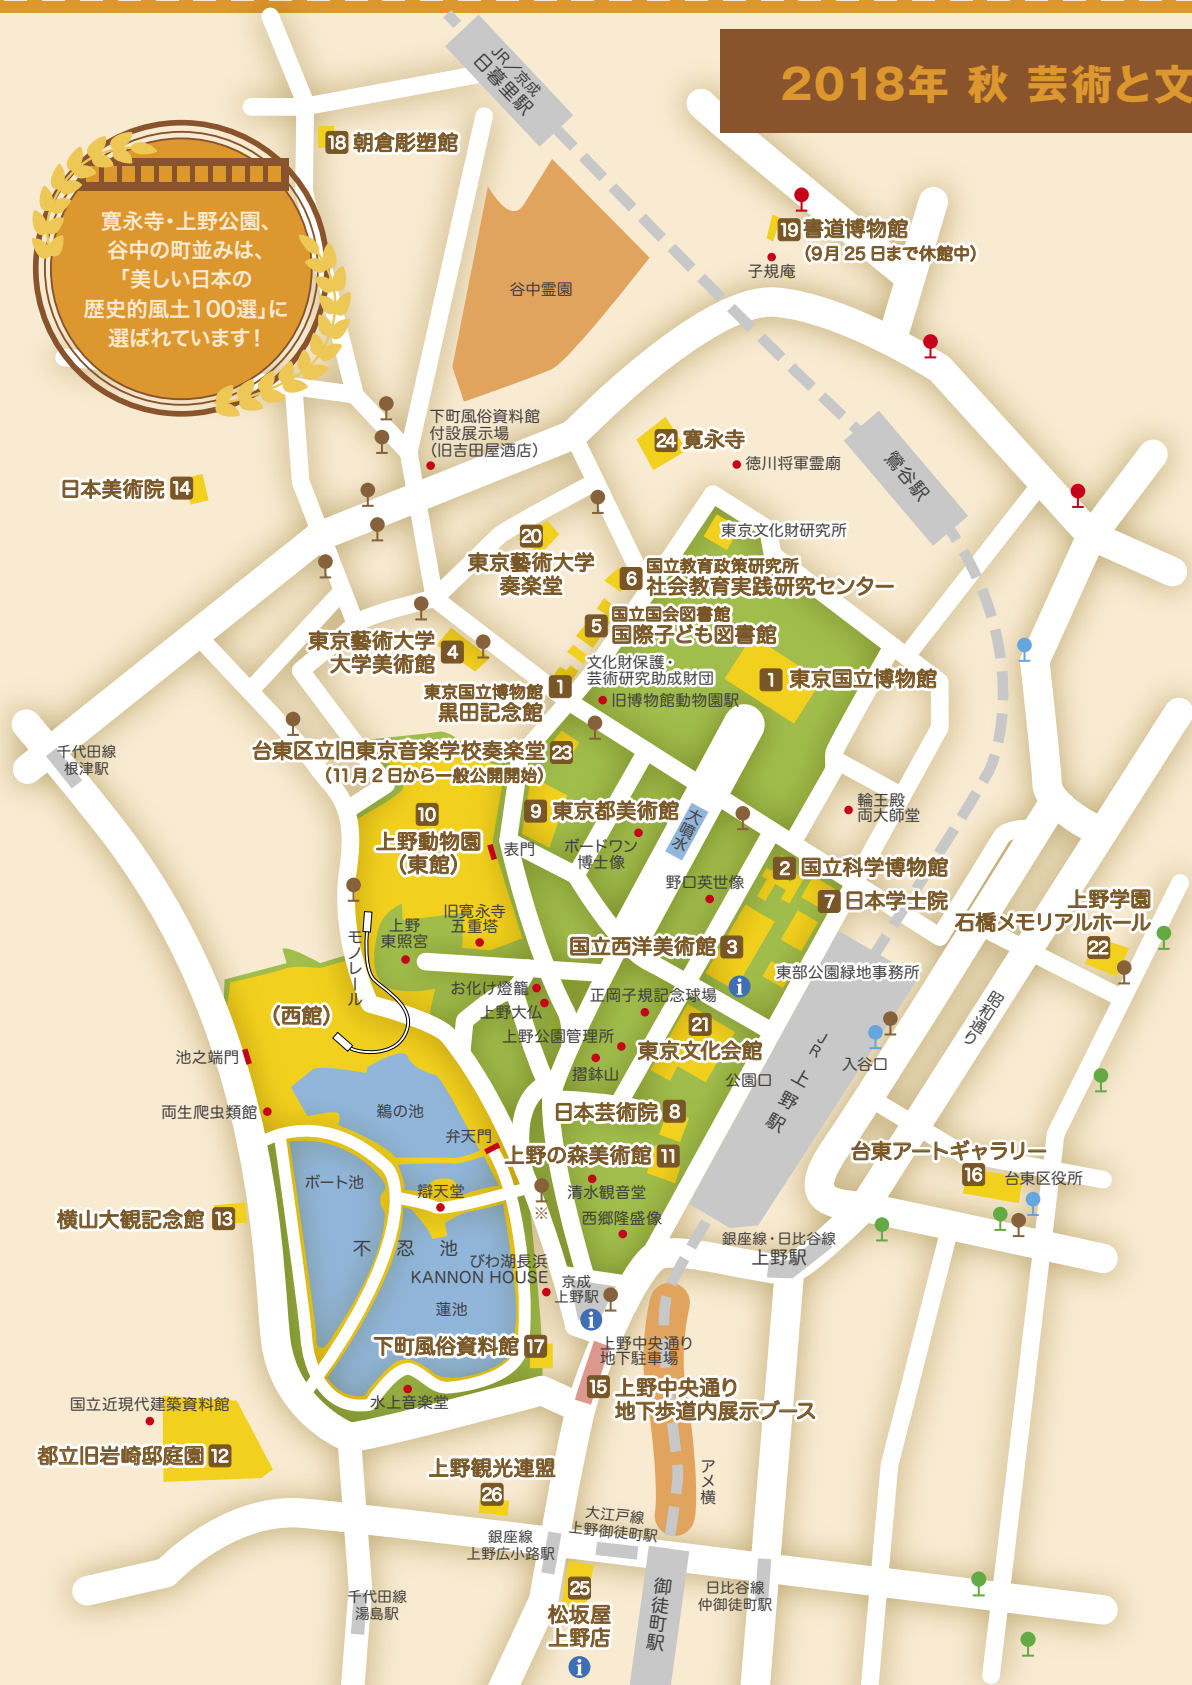 2018年 秋 芸術と文
JR／京成
日暮里駅
18 朝倉彫塑館
寛永寺・上野公園、
谷中の町並みは、
「美しい日本の
歴史的風土100選」に
選ばれています！
19 書道博物館
（9月25日まで休館中）
子規庵
谷中霊園
下町風俗資料館
付設展示場
（旧吉田屋酒店）
24 寛永寺
徳川将軍霊廟
鶯谷駅
日本美術院 14
東京文化財研究所
20
東京藝術大学
奏楽堂
6 国立教育政策研究所
社会教育実践研究センター
5 国立国会図書館
国際子ども図書館
東京藝術大学
大学美術館 4
文化財保護・
芸術研究助成財団
1 東京国立博物館
東京国立博物館
黒田記念館 1
旧博物館動物園駅
千代田線
根津駅
台東区立旧東京音楽学校奏楽堂 23
（11月2日から一般公開開始）
10
上野動物園
（東館）
9 東京都美術館
大噴水
輪王殿
両大師堂
表門
ボードワン
博士像
野口英世像
2 国立科学博物館
7 日本学士院
上野学園
石橋メモリアルホール
22
旧寛永寺
五重塔
上野
東照宮
モノレール
国立西洋美術館 3
東部公園緑地事務所
お化け燈籠
上野大仏
正岡子規記念球場
昭和通り
（西館）
上野公園管理所
21
東京文化会館
JR上野駅
入谷口
池之端門
摺鉢山
公園口
両生爬虫類館
鵜の池
日本芸術院 8
弁天門
上野の森美術館 11
台東アートギャラリー
16
台東区役所
ボート池
辯天堂
※
清水観音堂
西郷隆盛像
横山大観記念館 13
不忍池
びわ湖長浜
KANNON HOUSE
銀座線・日比谷線
上野駅
京成
上野駅
i
蓮池
下町風俗資料館 17
上野中央通り
地下駐車場
15 上野中央通り
地下歩道内展示ブース
水上音楽堂
国立近現代建築資料館
都立旧岩崎邸庭園 12
上野観光連盟
26
アメ横
大江戸線
上野御徒町駅
銀座線
上野広小路駅
25
松坂屋
上野店
i
御徒町駅
日比谷線
仲御徒町駅
千代田線
湯島駅
i